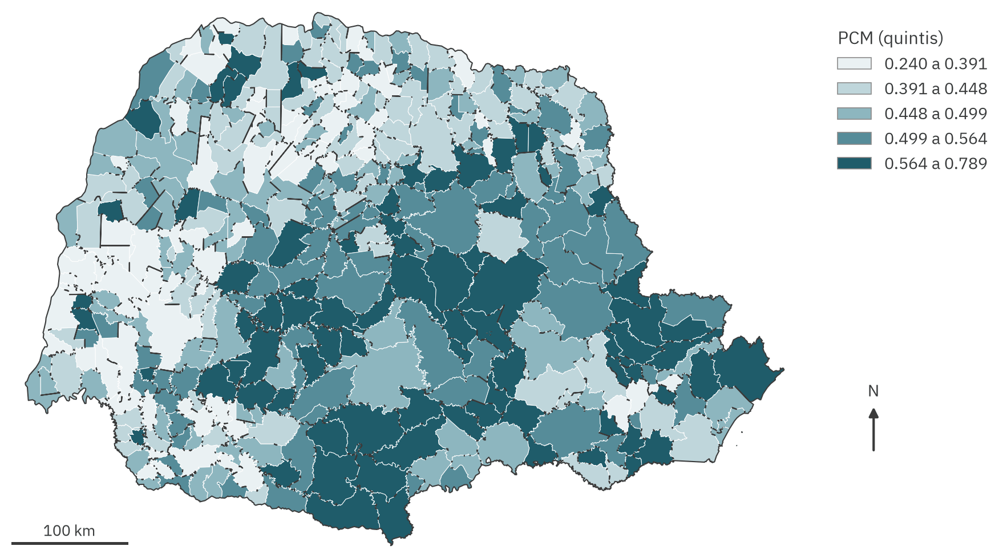 PCM (quintis)
0.240 a 0.391
0.391 a 0.448
0.448 a 0.499
0.499 a 0.564
0.564 a 0.789
N
100 km